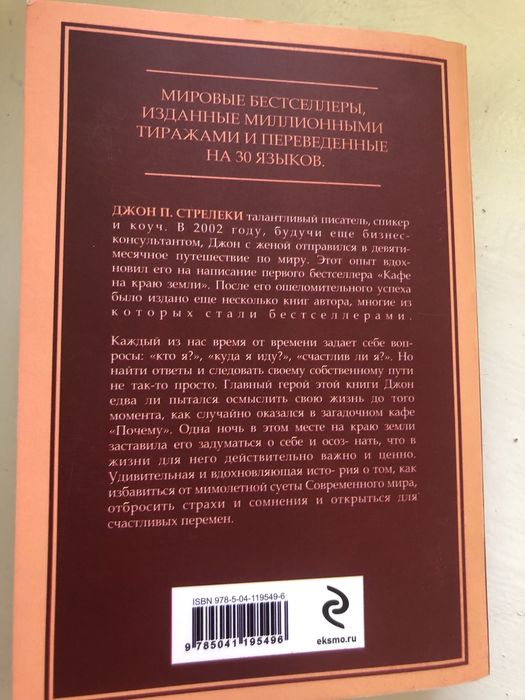 МИРОВЫЕ БЕСТСЕЛЛЕРЫ,
ИЗДАННЫЕ МИЛЛИОННЫМИ
ТИРАЖАМИ И ПЕРЕВЕДЕННЫЕ
НА 30 ЯЗЫКОВ.
ДЖОН П. СТРЕЛЕКИ талантливый писатель, спикер
и коуч. В 2002 году, будучи еще бизнес-
консультантом, Джон с женой отправился в девяти-
месячное путешествие по миру. Этот опыт вдох-
новил его на написание первого бестселлера «Кафе
на краю земли». После его ошеломительного успеха
было издано еще несколько книг автора, многие из
которых стали бестселлерами.
Каждый из нас время от времени задает себе воп-
росы: «кто я?», «куда я иду?», «счастлив ли я?». Но
найти ответы и следовать своему собственному пути
не так-то просто. Главный герой этой книги Джон
едва ли пытался осмыслить свою жизнь до того
момента, как случайно оказался в загадочном кафе
«Почему». Одна ночь в этом месте на краю земли
заставила его задуматься о себе и осоз- нать, что в
жизни для него действительно важно и ценно.
Удивительная и вдохновляющая исто- рия о том, как
избавиться от мимолетной суеты Современного мира,
отбросить страхи и сомнения и открыться для
счастливых перемен.
ISBN 978-5-04-119549-6
9 785041 195496
eksmo.ru